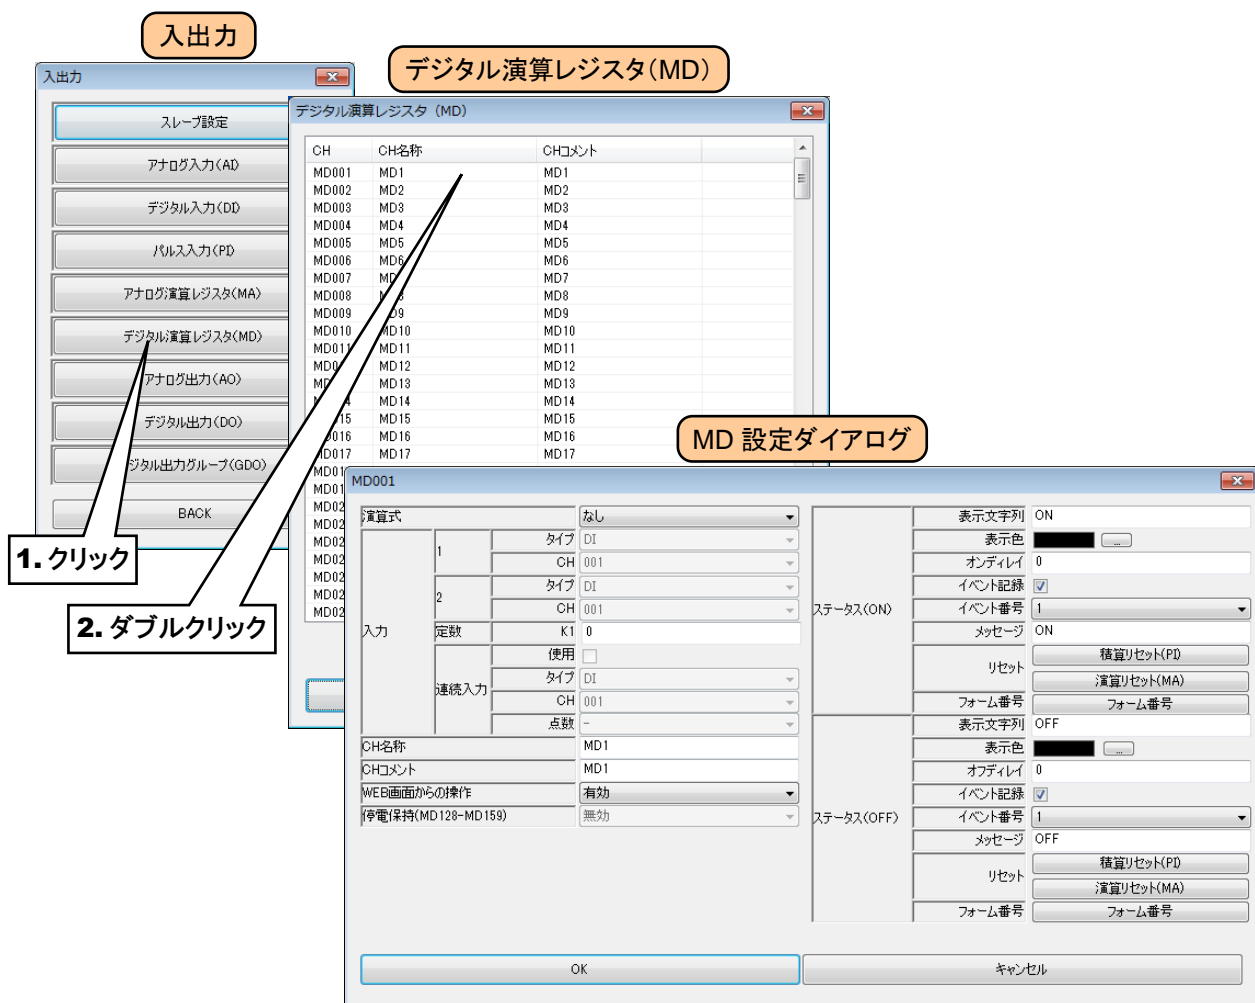 入出力
デジタル演算レジスタ(MD)
入出力
スレーブ設定
アナログ入力(AI)
デジタル入力(DI)
パルス入力(PI)
アナログ演算レジスタ(MA)
デジタル演算レジスタ(MD)
アナログ出力(AO)
デジタル出力(DO)
ジタル出力グループ(GDO)
BACK
1. クリック
デジタル演算レジスタ (MD)
CH CH名称 CHコメント
MD001 MD1 MD1
MD002 MD2 MD2
MD003 MD3 MD3
MD004 MD4 MD4
MD005 MD5 MD5
MD006 MD6 MD6
MD007 MD MD7
MD008 MD8
MD009 D9 MD9
MD010 MD10 MD10
MD011 MD11 MD11
MD0 MD12 MD12
MD MD13 MD13
MD14 MD14
15 MD15 MD15
D016 MD16 MD16
MD017 MD17 MD17
MD01
MD01
MD02
MD02
MD02
MD02
MD02
MD02
MD02
2. ダブルクリック
MD 設定ダイアログ
MD001
演算式 なし
入力
1 タイプ DI
CH 001
2 タイプ DI
CH 001
定数 K1 0
連続入力 使用
タイプ DI
CH 001
点数 -
CH名称 MD1
CHコメント MD1
WEB画面からの操作 有効
停電保持(MD128-MD159) 無効
ステータス(ON)
表示文字列 ON
表示色 ...
オンディレイ 0
イベント記録
イベント番号 1
メッセージ ON
リセット 積算リセット(PI)
演算リセット(MA)
フォーム番号 フォーム番号
ステータス(OFF)
表示文字列 OFF
表示色 ...
オフディレイ 0
イベント記録
イベント番号 1
メッセージ OFF
リセット 積算リセット(PI)
演算リセット(MA)
フォーム番号 フォーム番号
OK キャンセル